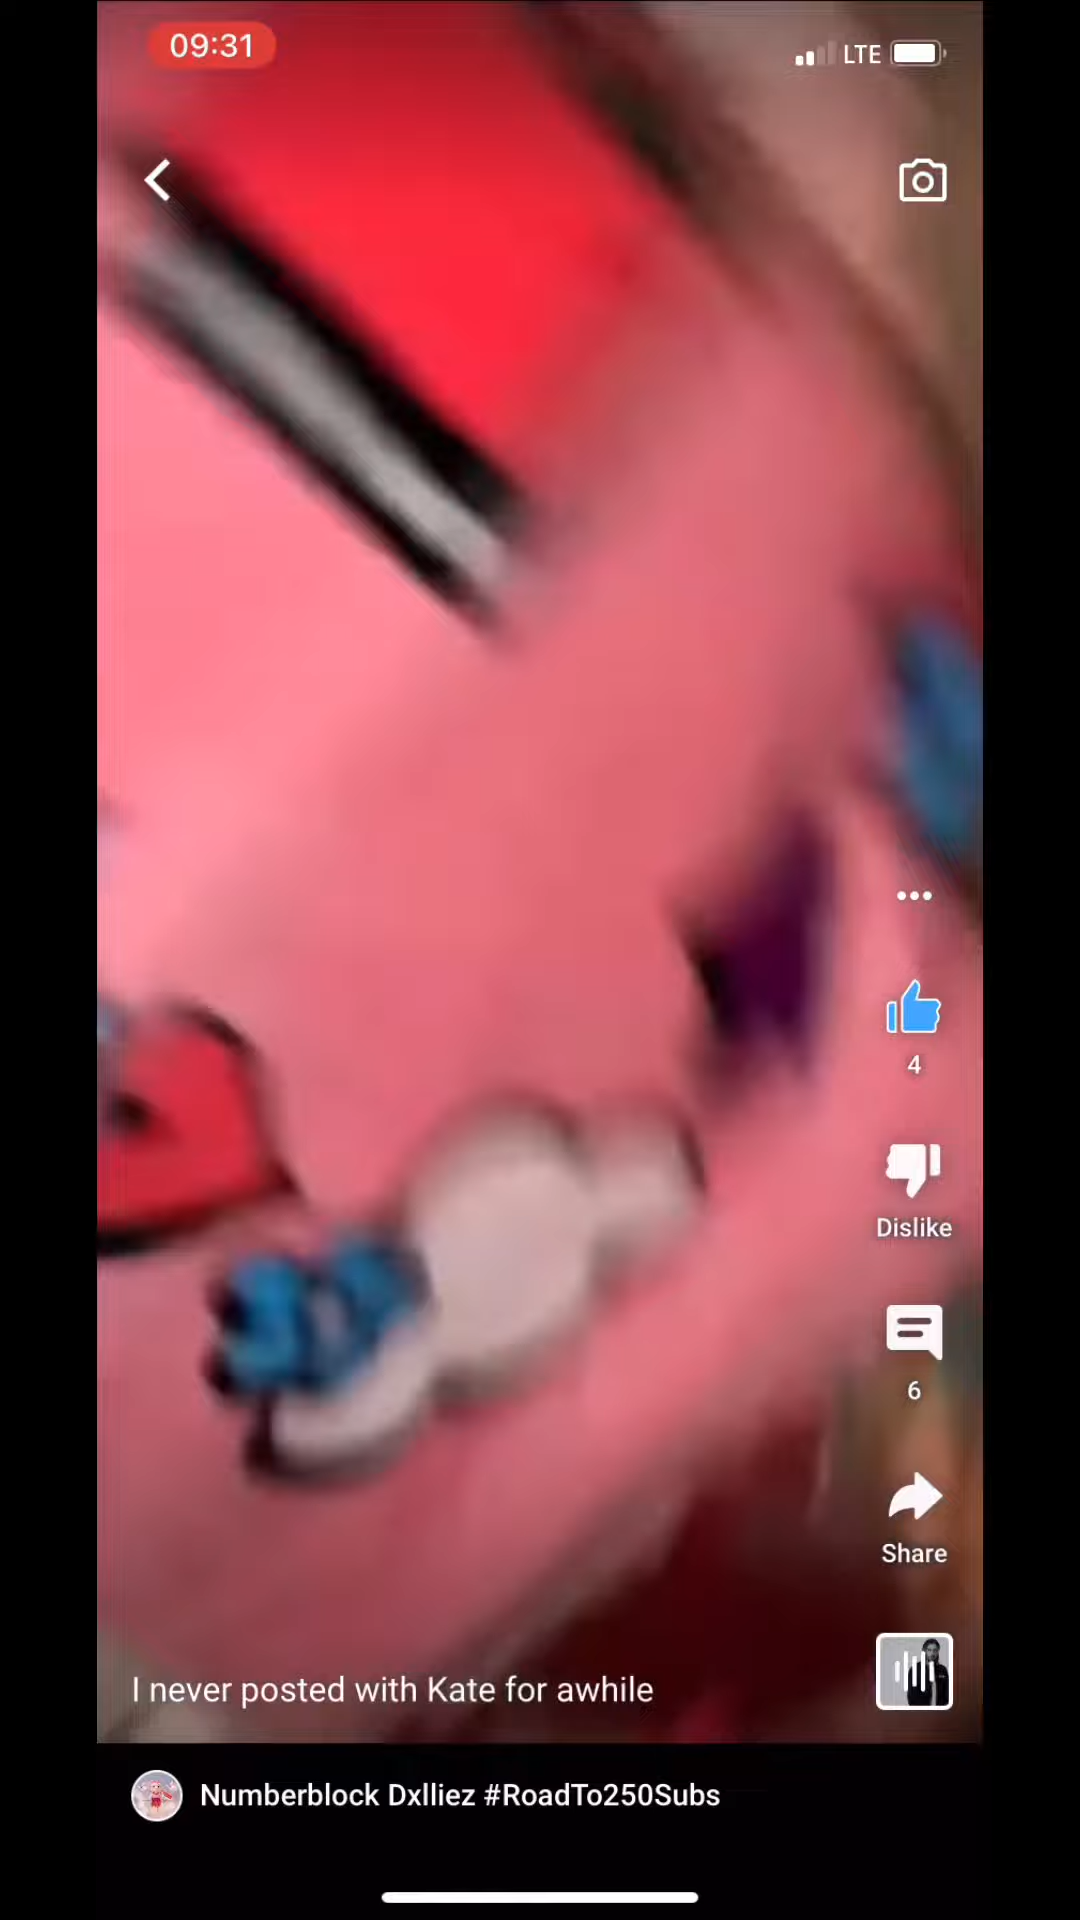 09:31
LTE
4
Dislike
6
Share
I never posted with Kate for awhile
Numberblock Dxlliez #RoadTo250Subs